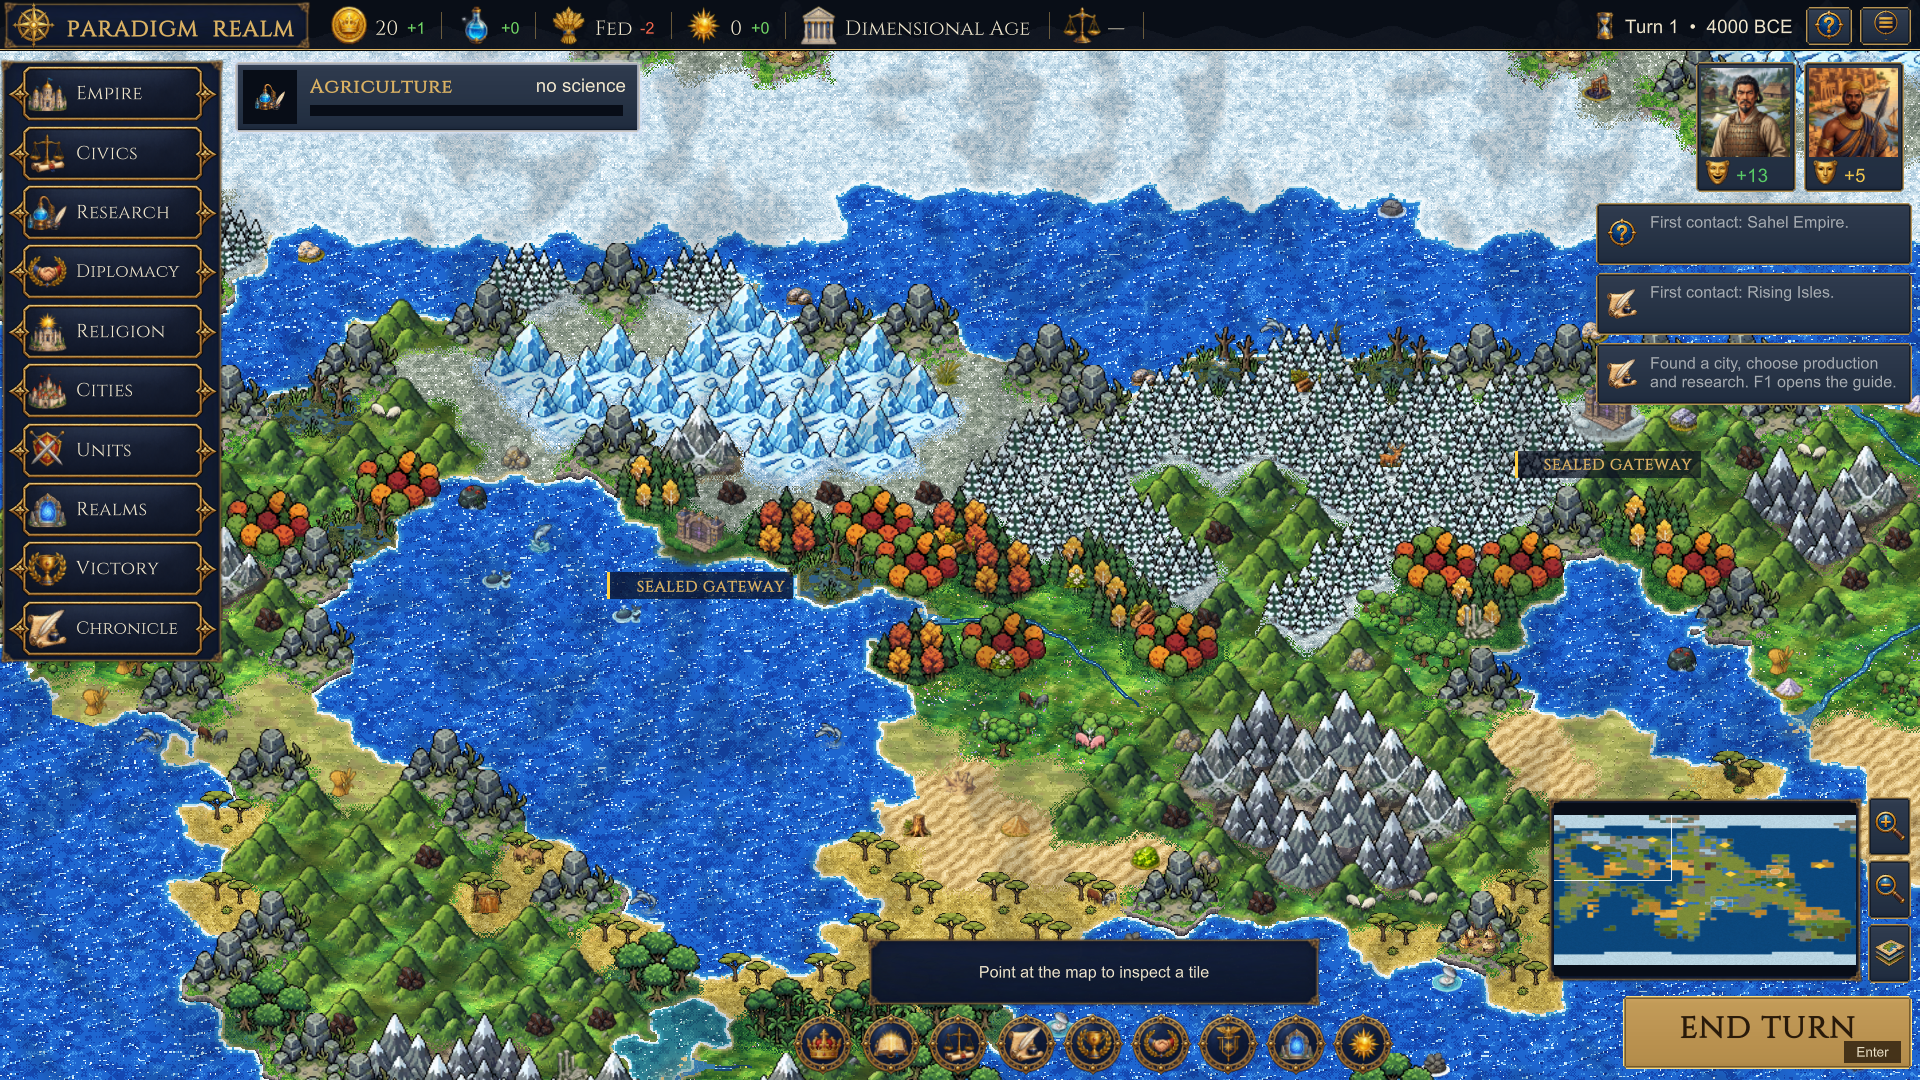 PARADIGM REALM
20 +1
+0
Fed -2
0 +0
Dimensional Age
—
Turn 1 • 4000 BCE
Empire
Civics
Research
Diplomacy
Religion
Cities
Units
Realms
Victory
Chronicle
Agriculture
no science
+13
+5
First contact: Sahel Empire.
First contact: Rising Isles.
Found a city, choose production
and research. F1 opens the guide.
SEALED GATEWAY
SEALED GATEWAY
Point at the map to inspect a tile
END TURN
Enter